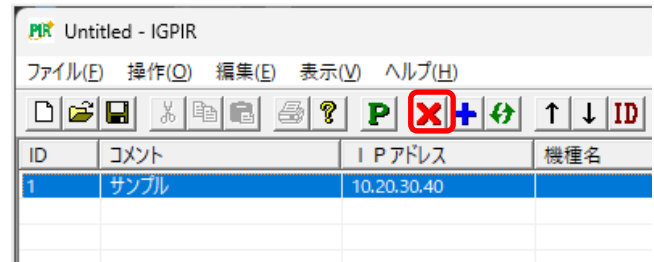 PIR Untitled - IGPIR
ファイル(F) 操作(O) 編集(E) 表示(V) ヘルプ(H)
P ID
ID コメント ＩＰアドレス 機種名
1 サンプル 10.20.30.40